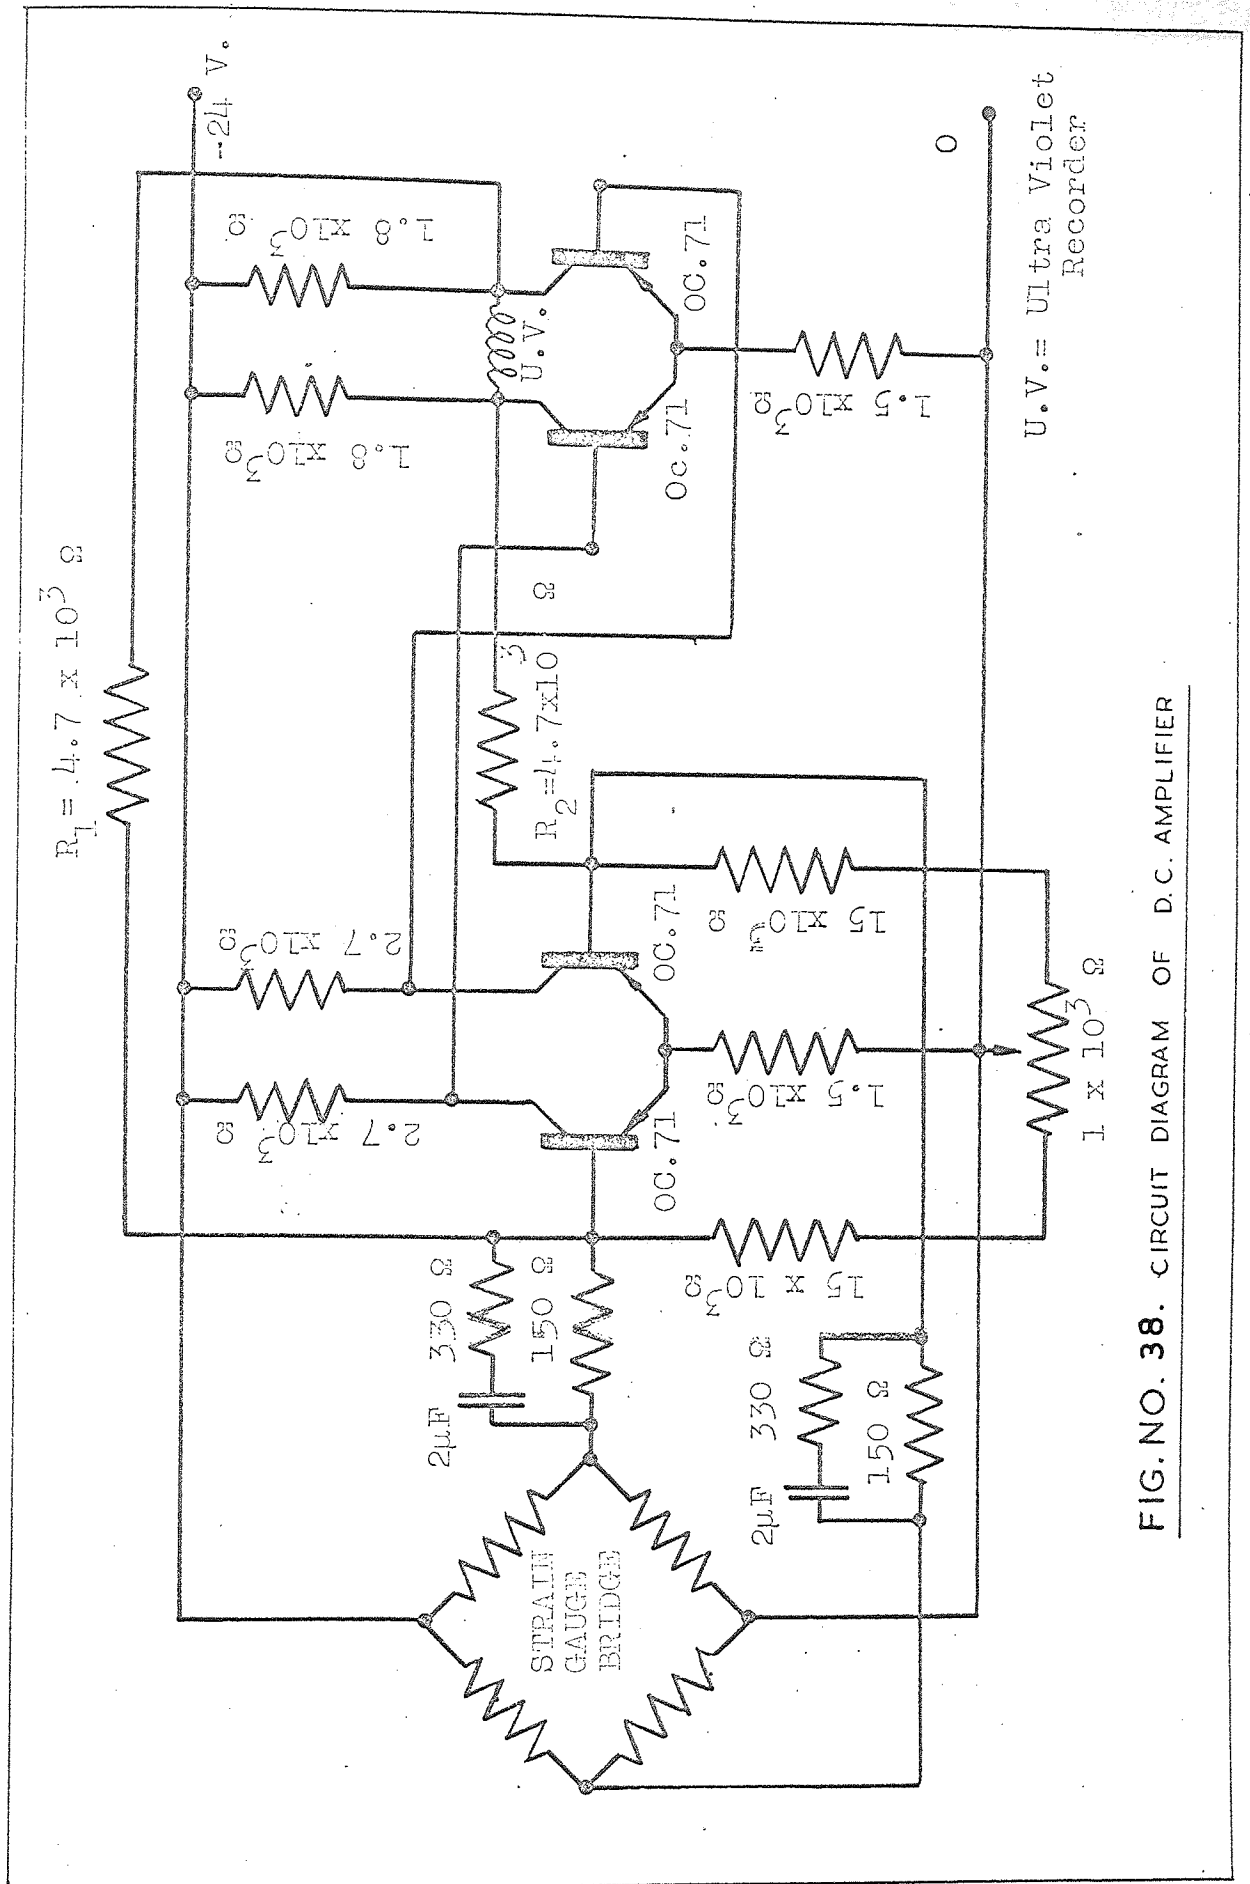 R1 = 4.7 x 10³ Ω
-24 V.
1.8 x10³ Ω
1.8 x10³Ω
2.7 x10³Ω
2.7 x10³ Ω
U.V.
R2 =4.7x10³ Ω
OC.71
Oc.71
OC.71
OC.71
330 Ω
2µF
150 Ω
STRAIN
GAUGE
BRIDGE
15 x10³ Ω
1.5 x10³Ω
1.5 x10³Ω
15 x 10³Ω
330 Ω
2µF
150 Ω
1 x 10³ Ω
0
U.V.= Ultra Violet
Recorder
FIG. NO. 38. CIRCUIT DIAGRAM OF D.C. AMPLIFIER